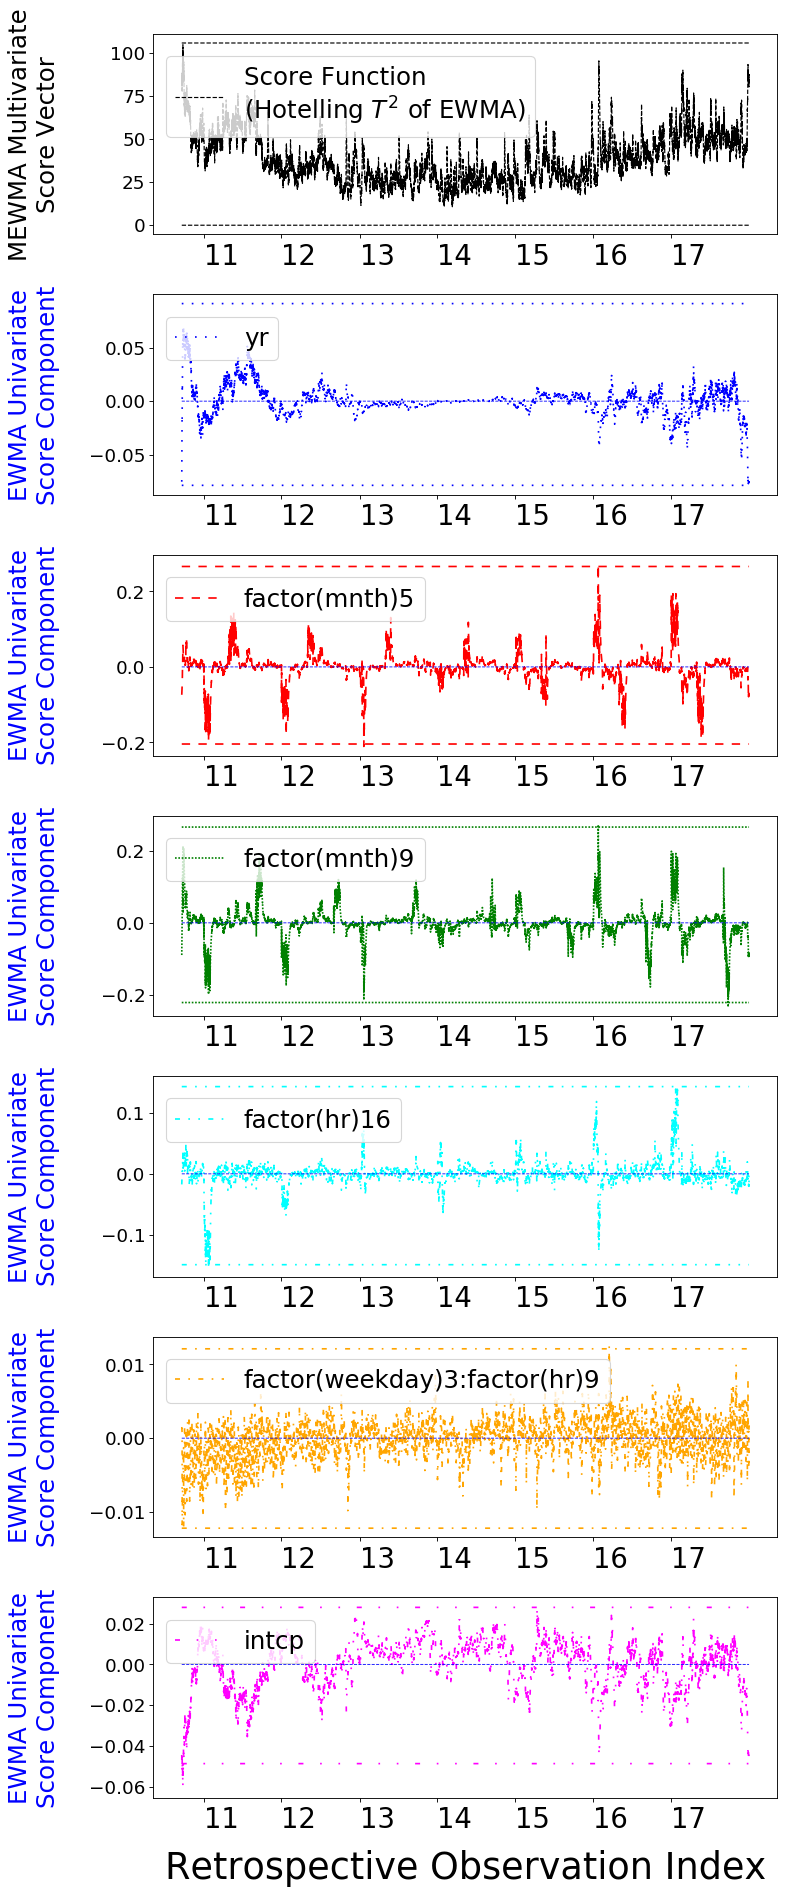 MEWMA Multivariate
Score Vector
100
75
50
25
0
Score Function
(Hotelling T² of EWMA)
11 12 13 14 15 16 17
EWMA Univariate
Score Component
0.05
0.00
−0.05
yr
11 12 13 14 15 16 17
EWMA Univariate
Score Component
0.2
0.0
−0.2
factor(mnth)5
11 12 13 14 15 16 17
EWMA Univariate
Score Component
0.2
0.0
−0.2
factor(mnth)9
11 12 13 14 15 16 17
EWMA Univariate
Score Component
0.1
0.0
−0.1
factor(hr)16
11 12 13 14 15 16 17
EWMA Univariate
Score Component
0.01
0.00
−0.01
factor(weekday)3:factor(hr)9
11 12 13 14 15 16 17
EWMA Univariate
Score Component
0.02
0.00
−0.02
−0.04
−0.06
intcp
11 12 13 14 15 16 17
Retrospective Observation Index